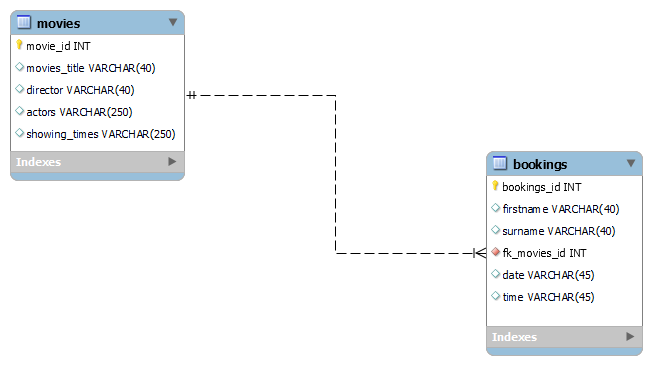 movies
movie_id INT
movies_title VARCHAR(40)
director VARCHAR(40)
actors VARCHAR(250)
showing_times VARCHAR(250)
Indexes
bookings
bookings_id INT
firstname VARCHAR(40)
surname VARCHAR(40)
fk_movies_id INT
date VARCHAR(45)
time VARCHAR(45)
Indexes